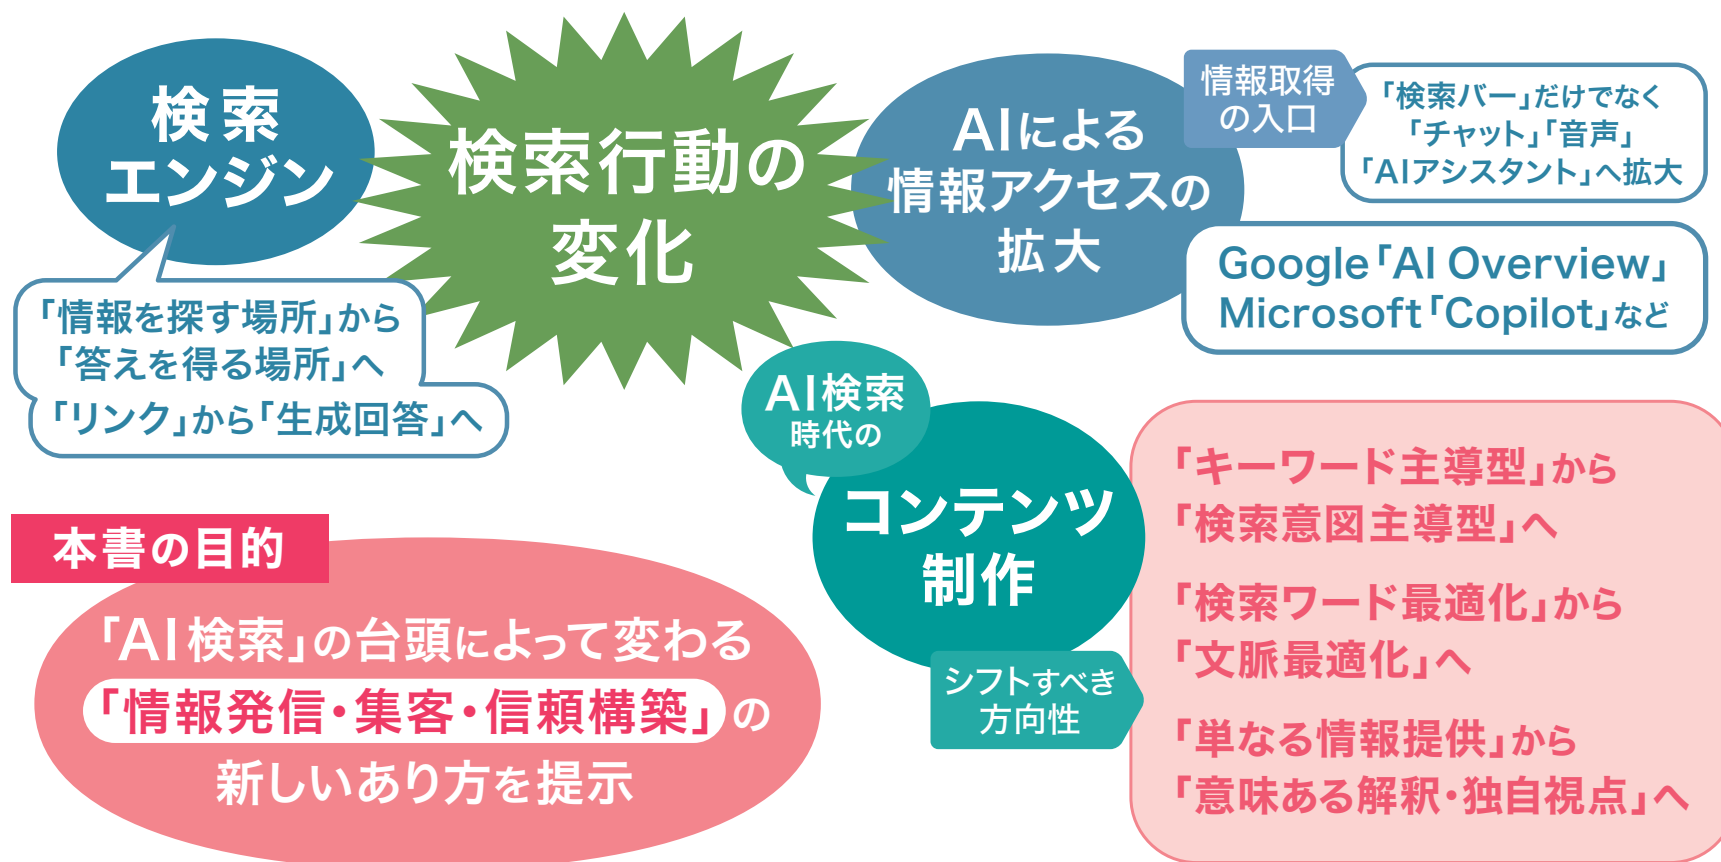 検索
エンジン
「情報を探す場所」から
「答えを得る場所」へ
「リンク」から「生成回答」へ
検索行動の
変化
AIによる
情報アクセスの
拡大
情報取得
の入口
「検索バー」だけでなく
「チャット」「音声」
「AIアシスタント」へ拡大
Google「AI Overview」
Microsoft「Copilot」など
AI検索
時代の
コンテンツ
制作
シフトすべき
方向性
「キーワード主導型」から
「検索意図主導型」へ
「検索ワード最適化」から
「文脈最適化」へ
「単なる情報提供」から
「意味ある解釈・独自視点」へ
本書の目的
「AI検索」の台頭によって変わる
「情報発信・集客・信頼構築」の
新しいあり方を提示